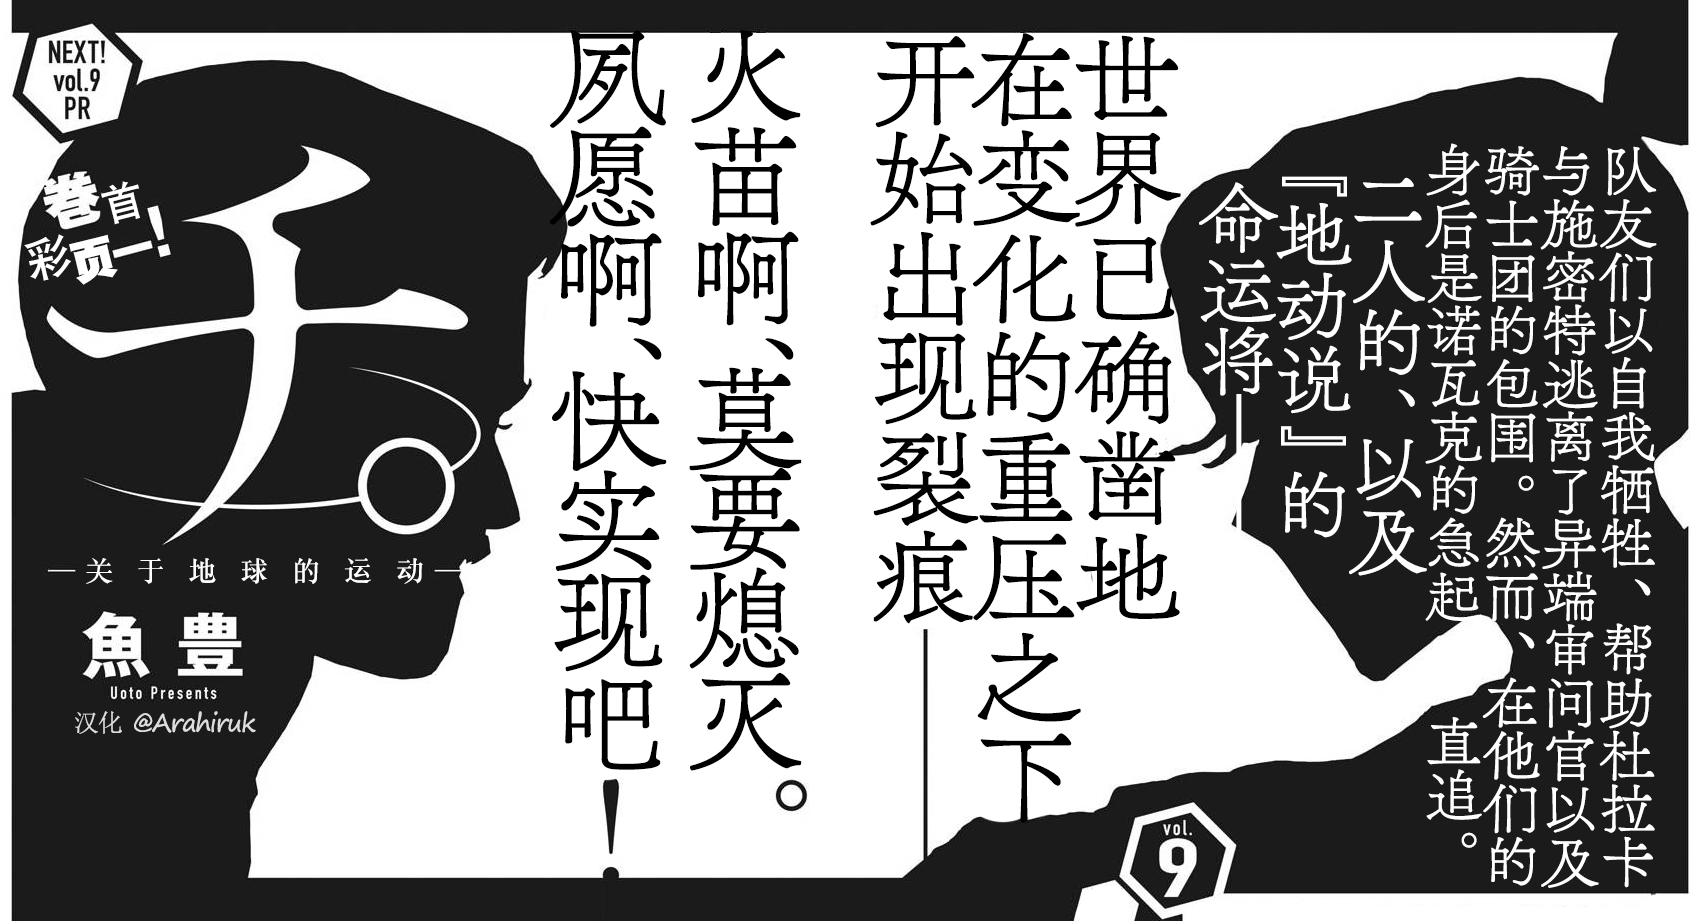 队友们以自我牺牲、帮助杜拉卡
与施密特逃离了异端审问官以及
骑士团的包围。然而、在他们的
身后是诺瓦克的急起直追。
二人的、以及
『地动说』的
命运将——
世界已确凿地
在变化的重压之下
开始出现裂痕——
火苗啊、莫要熄灭。
夙愿啊、快实现吧!
NEXT!
vol.9
PR
卷首
彩页一!
チ。
—关于地球的运动—
魚豊
Uoto Presents
汉化 @Arahiruk
vol.
9